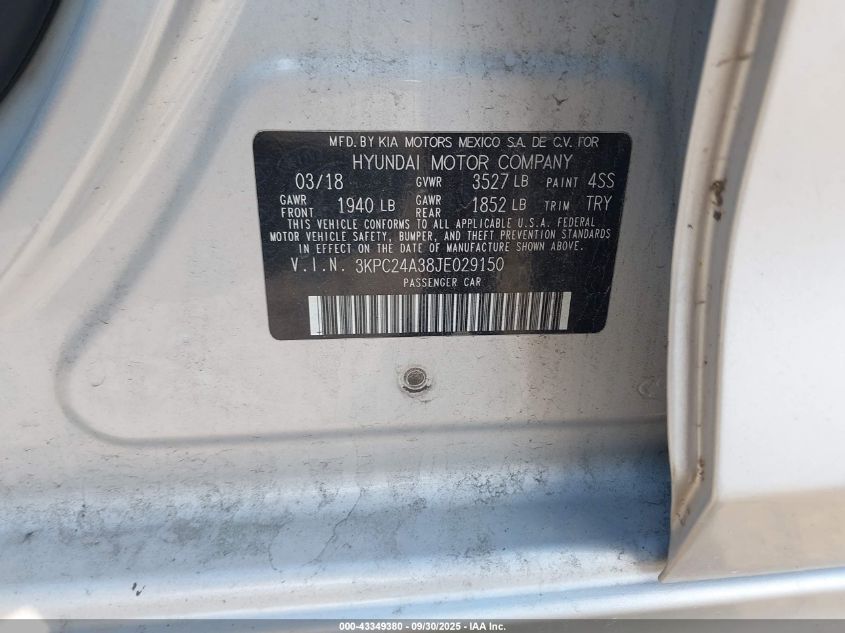 MFD. BY KIA MOTORS MEXICO S.A. DE C.V. FOR
HYUNDAI MOTOR COMPANY
03/18 GVWR 3527 LB PAINT 4SS
GAWR FRONT 1940 LB GAWR REAR 1852 LB TRIM TRY
THIS VEHICLE CONFORMS TO ALL APPLICABLE U.S.A. FEDERAL
MOTOR VEHICLE SAFETY, BUMPER, AND THEFT PREVENTION STANDARDS
IN EFFECT ON THE DATE OF MANUFACTURE SHOWN ABOVE.
V.I.N. 3KPC24A38JE029150
PASSENGER CAR
000-43349380 - 09/30/2025 - IAA Inc.